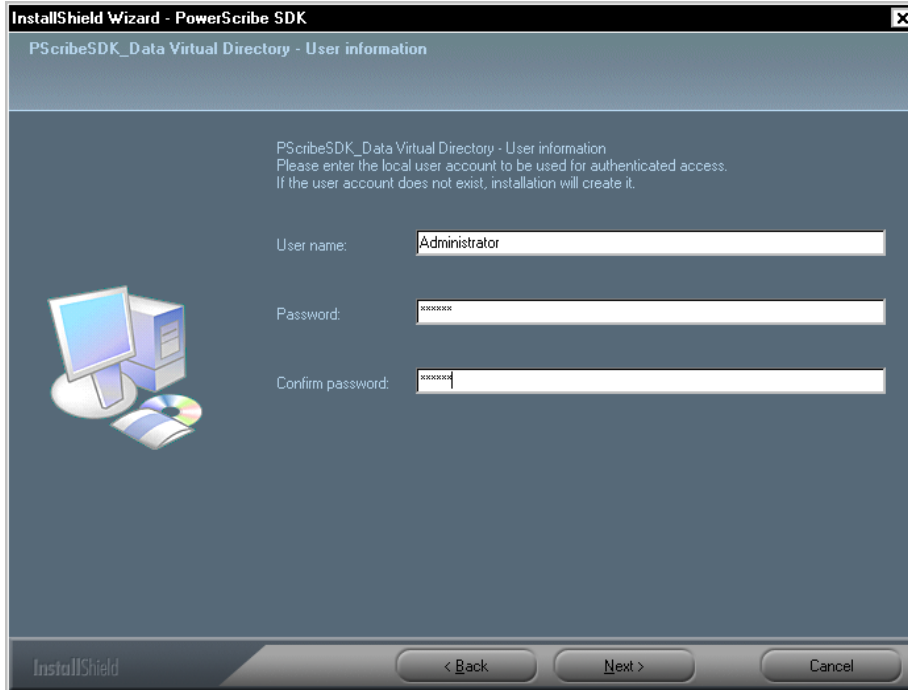 InstallShield Wizard - PowerScribe SDK
PScribeSDK_Data Virtual Directory - User information
PScribeSDK_Data Virtual Directory - User information
Please enter the local user account to be used for authenticated access.
If the user account does not exist, installation will create it.
User name: Administrator
Password: ******
Confirm password: ******
InstallShield
< Back Next > Cancel